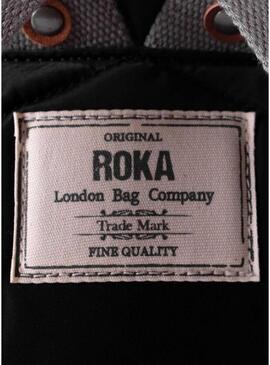 ORIGINAL
ROKA
London Bag Company
Trade Mark
FINE QUALITY